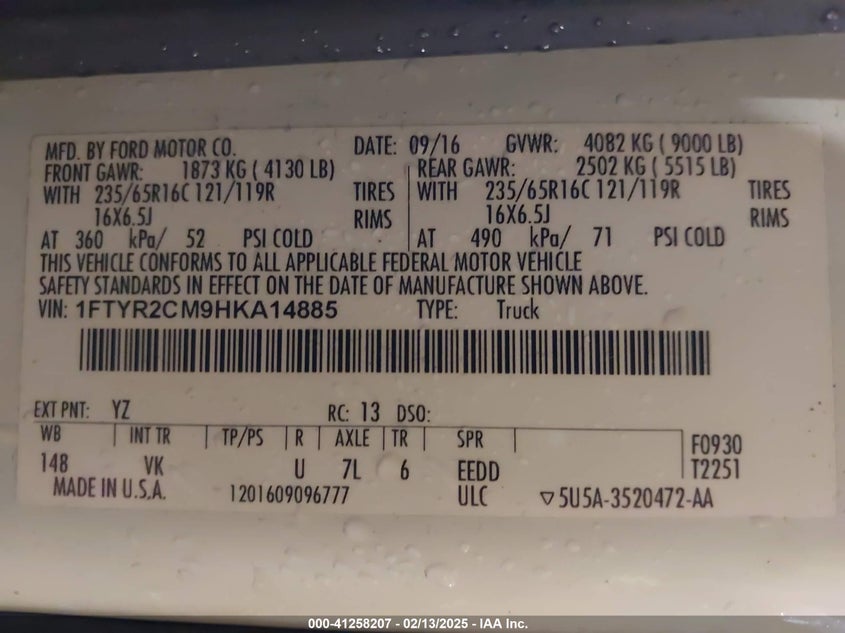 MFD. BY FORD MOTOR CO. DATE: 09/16 GVWR: 4082 KG ( 9000 LB)
FRONT GAWR: 1873 KG ( 4130 LB) REAR GAWR: 2502 KG ( 5515 LB)
WITH 235/65R16C 121/119R TIRES WITH 235/65R16C 121/119R TIRES
16X6.5J RIMS 16X6.5J RIMS
AT 360 kPa/ 52 PSI COLD AT 490 kPa/ 71 PSI COLD
THIS VEHICLE CONFORMS TO ALL APPLICABLE FEDERAL MOTOR VEHICLE
SAFETY STANDARDS IN EFFECT ON THE DATE OF MANUFACTURE SHOWN ABOVE.
VIN: 1FTYR2CM9HKA14885 TYPE: Truck
EXT PNT: YZ RC: 13 DSO:
WB INT TR TP/PS R AXLE TR SPR F0930
148 VK U 7L 6 EEDD T2251
MADE IN U.S.A. 1201609096777 ULC ▽5U5A-3520472-AA
000-41258207 - 02/13/2025 - IAA Inc.